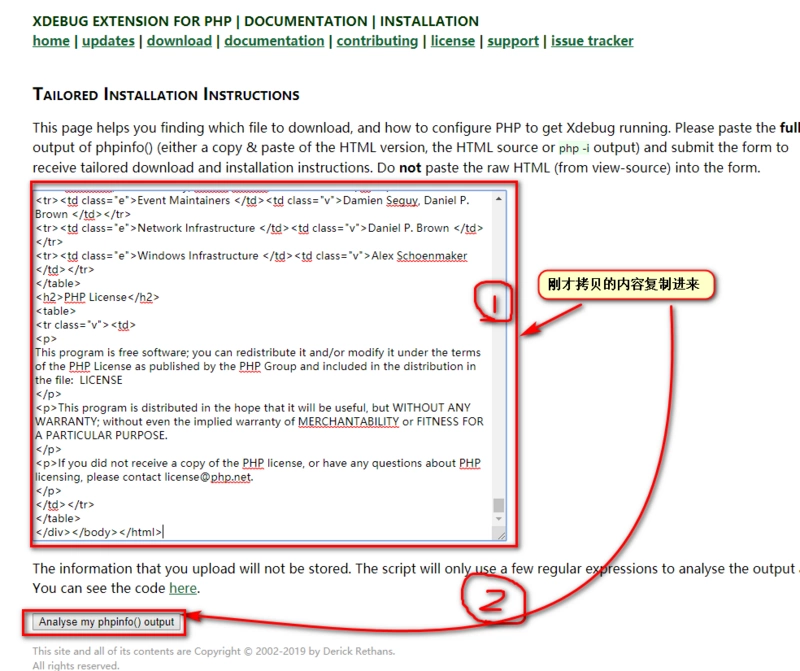 XDEBUG EXTENSION FOR PHP | DOCUMENTATION | INSTALLATION
home | updates | download | documentation | contributing | license | support | issue tracker
TAILORED INSTALLATION INSTRUCTIONS
This page helps you finding which file to download, and how to configure PHP to get Xdebug running. Please paste the full
output of phpinfo() (either a copy & paste of the HTML version, the HTML source or php -i output) and submit the form to
receive tailored download and installation instructions. Do not paste the raw HTML (from view-source) into the form.
<tr><td class="e">Event Maintainers </td><td class="v">Damien Seguy, Daniel P.
Brown </td></tr>
<tr><td class="e">Network Infrastructure </td><td class="v">Daniel P. Brown </td>
</tr>
<tr><td class="e">Windows Infrastructure </td><td class="v">Alex Schoenmaker
</td></tr>
</table>
<h2>PHP License</h2>
<table>
<tr class="v"><td>
<p>
This program is free software; you can redistribute it and/or modify it under the terms
of the PHP License as published by the PHP Group and included in the distribution in
the file:  LICENSE
</p>
<p>This program is distributed in the hope that it will be useful, but WITHOUT ANY
WARRANTY; without even the implied warranty of MERCHANTABILITY or FITNESS FOR
A PARTICULAR PURPOSE.
</p>
<p>If you did not receive a copy of the PHP license, or have any questions about PHP
licensing, please contact license@php.net.
</p>
</td></tr>
</table>
</div></body></html>
1
刚才拷贝的内容复制进来
The information that you upload will not be stored. The script will only use a few regular expressions to analyse the output
You can see the code here.
2
Analyse my phpinfo() output
This site and all of its contents are Copyright © 2002-2019 by Derick Rethans.
All rights reserved.